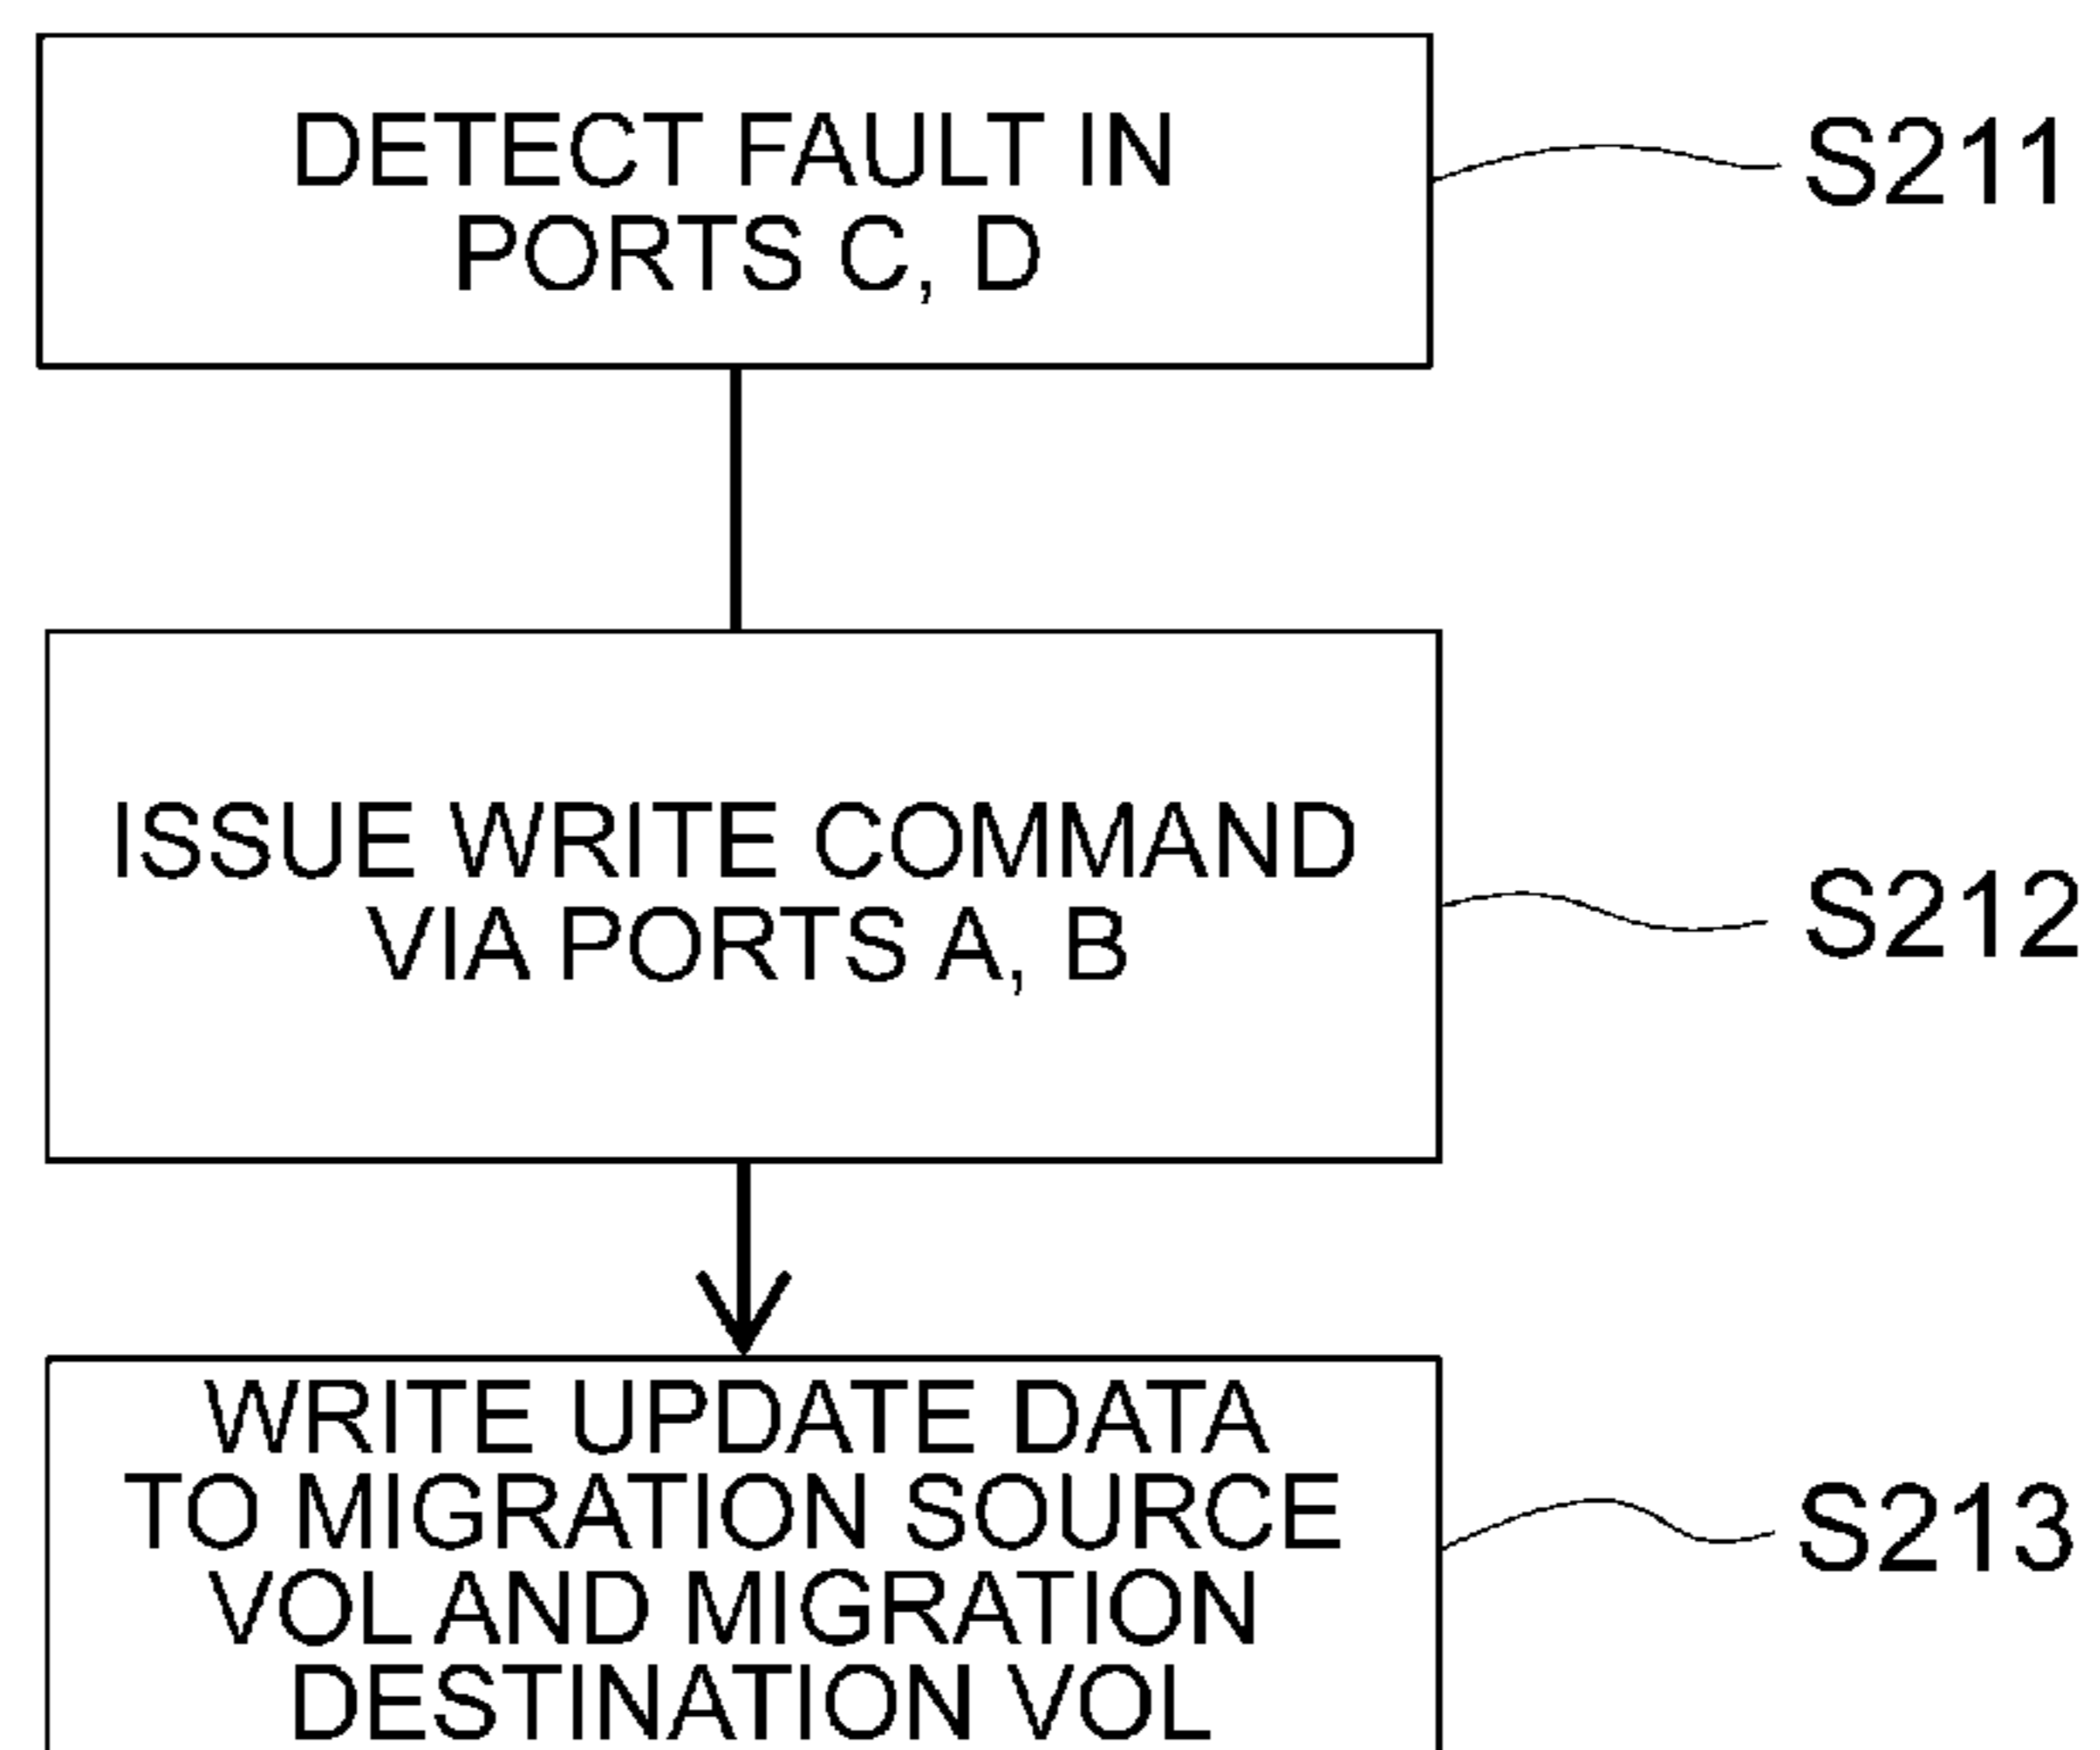 DETECT FAULT IN
PORTS C, D
S211
ISSUE WRITE COMMAND
VIA PORTS A, B
S212
WRITE UPDATE DATA
TO MIGRATION SOURCE
VOL AND MIGRATION
DESTINATION VOL
S213